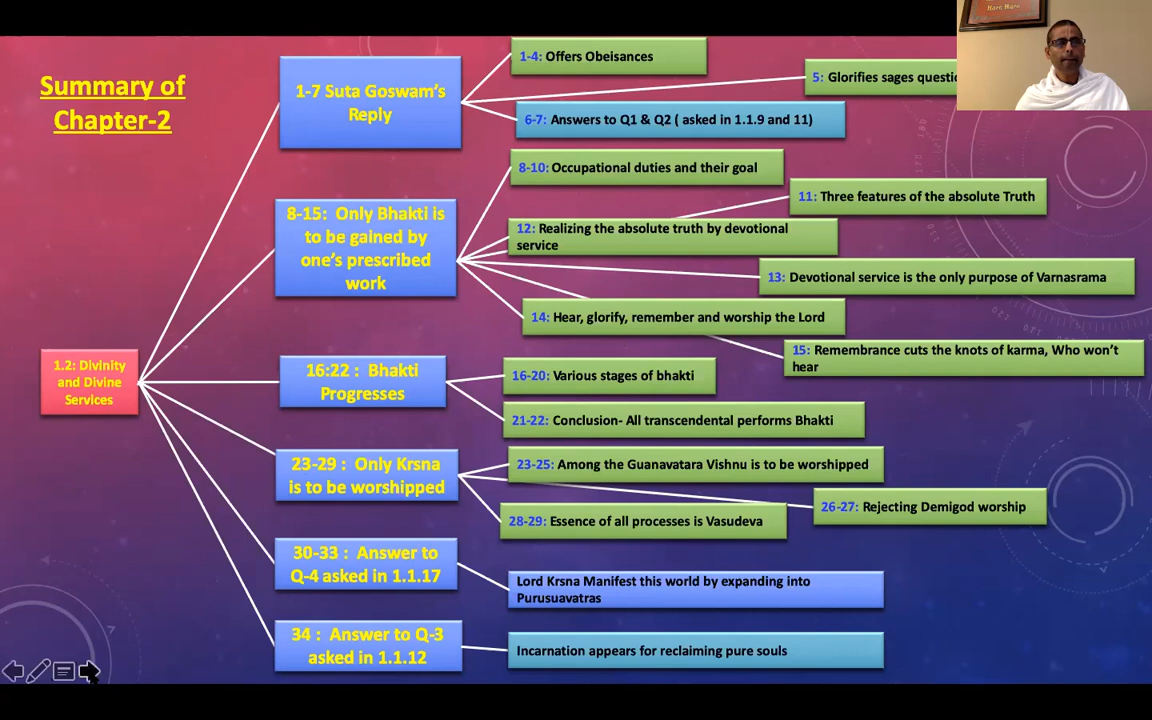 Hare Hare
Summary of
Chapter-2
1.2: Divinity
and Divine
Services
1-7 Suta Goswam's
Reply
1-4: Offers Obeisances
5: Glorifies sages
6-7: Answers to Q1 & Q2 ( asked in 1.1.9 and 11)
8-15: Only Bhakti is
to be gained by
one's prescribed
work
8-10: Occupational duties and their goal
11: Three features of the absolute Truth
12: Realizing the absolute truth by devotional
service
13: Devotional service is the only purpose of Varnasrama
14: Hear, glorify, remember and worship the Lord
15: Remembrance cuts the knots of karma, Who won't
hear
16:22 : Bhakti
Progresses
16-20: Various stages of bhakti
21-22: Conclusion- All transcendental performs Bhakti
23-29 : Only Krsna
is to be worshipped
23-25: Among the Guanavatara Vishnu is to be worshipped
26-27: Rejecting Demigod worship
28-29: Essence of all processes is Vasudeva
30-33 : Answer to
Q-4 asked in 1.1.17
Lord Krsna Manifest this world by expanding into
Purusuavatras
34 : Answer to Q-3
asked in 1.1.12
Incarnation appears for reclaiming pure souls